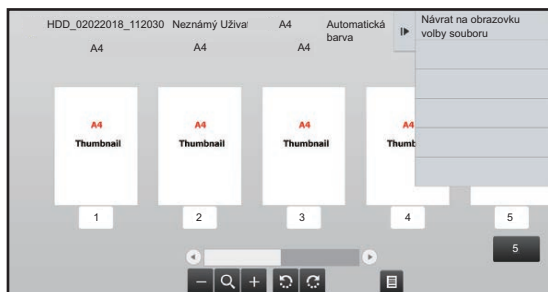 HDD_02022018_112030 Neznámý Uživat A4 Automatická barva
Návrat na obrazovku
volby souboru
A4 A4 A4
A4 A4 A4 A4
Thumbnail Thumbnail Thumbnail Thumb
1 2 3 4 5
5